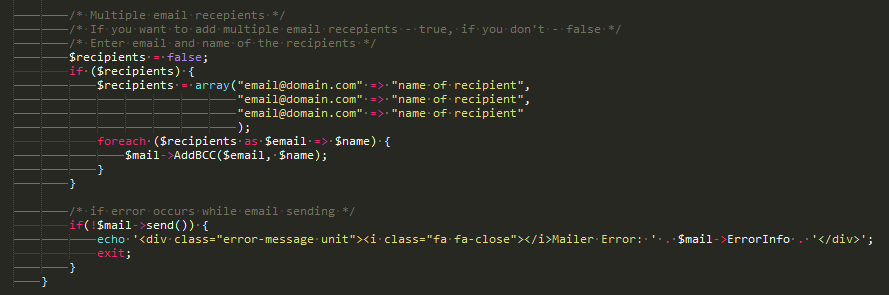 /* Multiple email recepients */
/* If you want to add multiple email recepients - true, if you don't - false */
/* Enter email and name of the recipients */
$recipients = false;
if ($recipients) {
$recipients = array("email@domain.com" => "name of recipient",
"email@domain.com" => "name of recipient",
"email@domain.com" => "name of recipient"
);
foreach ($recipients as $email => $name) {
$mail->AddBCC($email, $name);
}
}
/* if error occurs while email sending */
if(!$mail->send()) {
echo '<div class="error-message unit"><i class="fa fa-close"></i>Mailer Error: ' . $mail->ErrorInfo . '</div>';
exit;
}
}